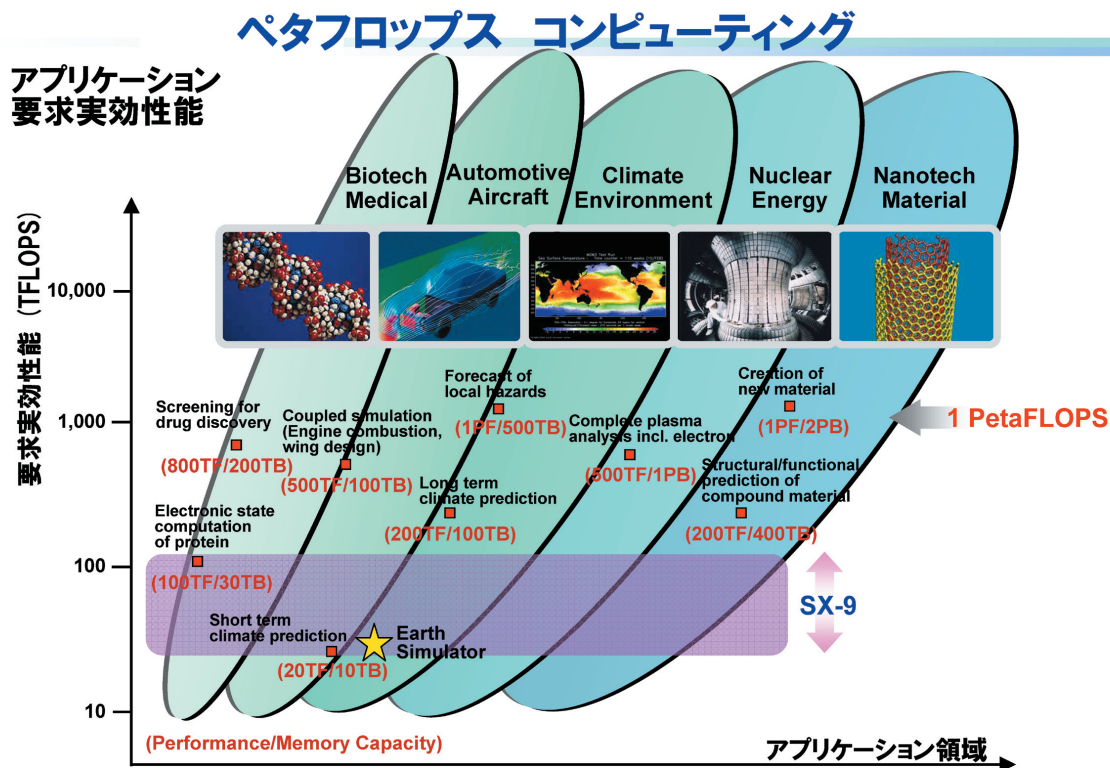 ペタフロップス コンピューティング
アプリケーション
要求実効性能
Biotech
Medical
Automotive
Aircraft
Climate
Environment
Nuclear
Energy
Nanotech
Material
要求実効性能 (TFLOPS)
10,000
1,000
100
10
Screening for
drug discovery
(800TF/200TB)
Coupled simulation
(Engine combustion,
wing design)
(500TF/100TB)
Forecast of
local hazards
(1PF/500TB)
Complete plasma
analysis incl. electron
(500TF/1PB)
Creation of
new material
(1PF/2PB)
1 PetaFLOPS
Electronic state
computation
of protein
(100TF/30TB)
Long term
climate prediction
(200TF/100TB)
Structural/functional
prediction of
compound material
(200TF/400TB)
SX-9
Short term
climate prediction
(20TF/10TB)
Earth
Simulator
(Performance/Memory Capacity)
アプリケーション領域